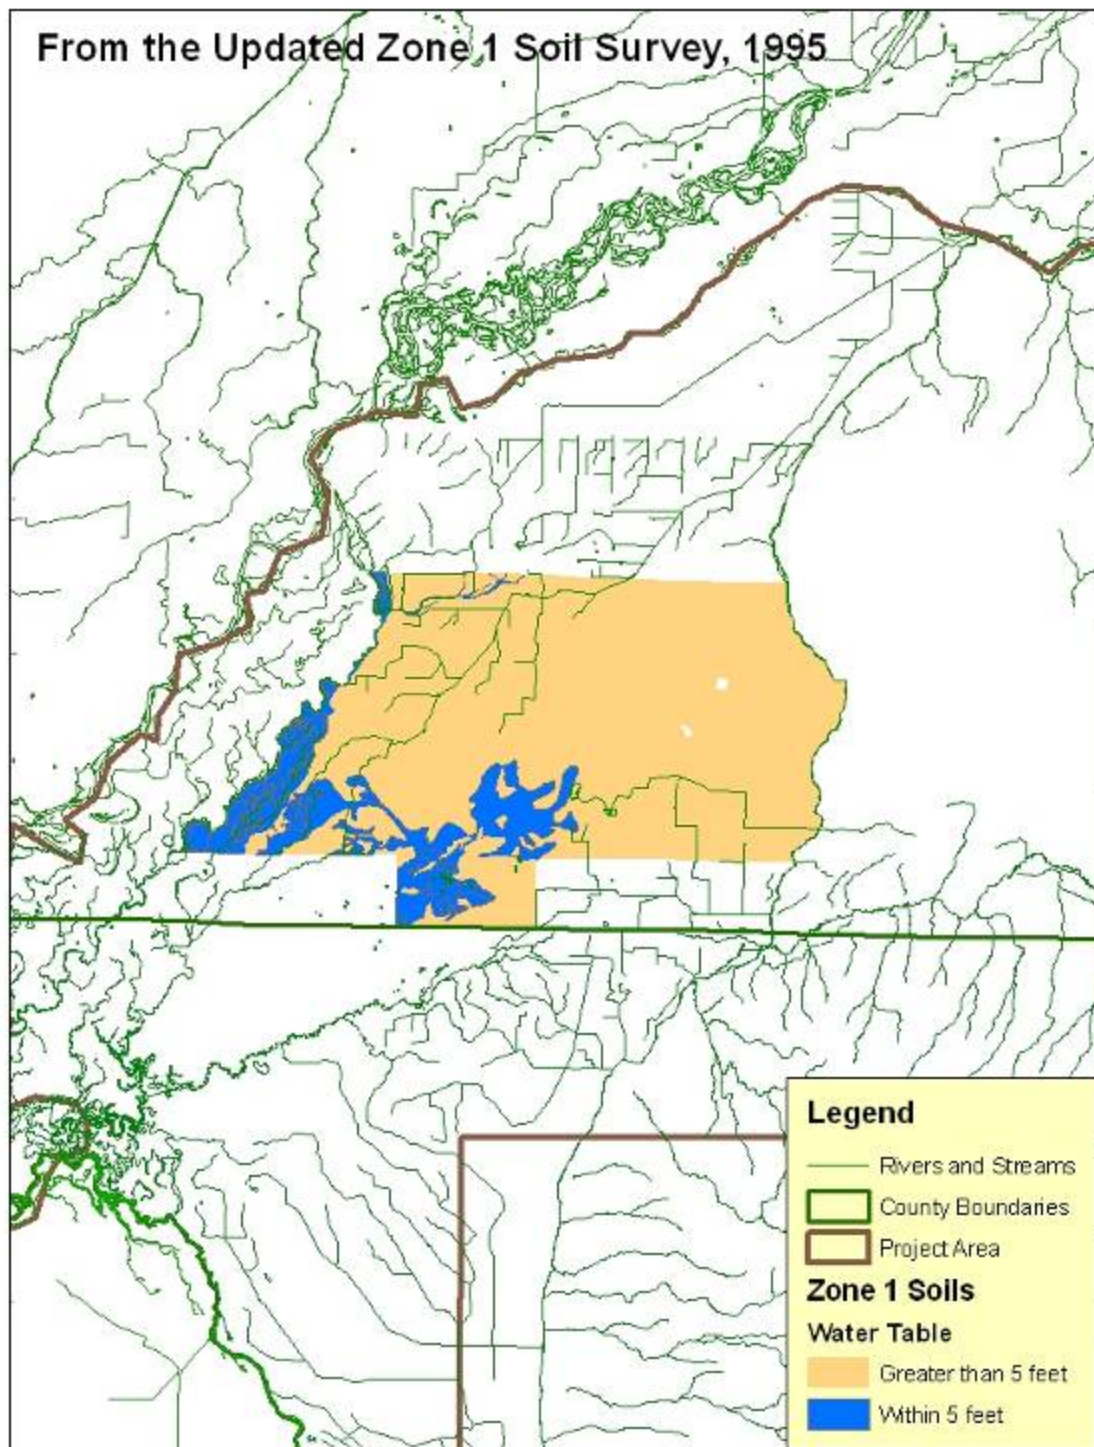 From the Updated Zone 1 Soil Survey, 1995
Legend
Rivers and Streams
County Boundaries
Project Area
Zone 1 Soils
Water Table
Greater than 5 feet
Within 5 feet